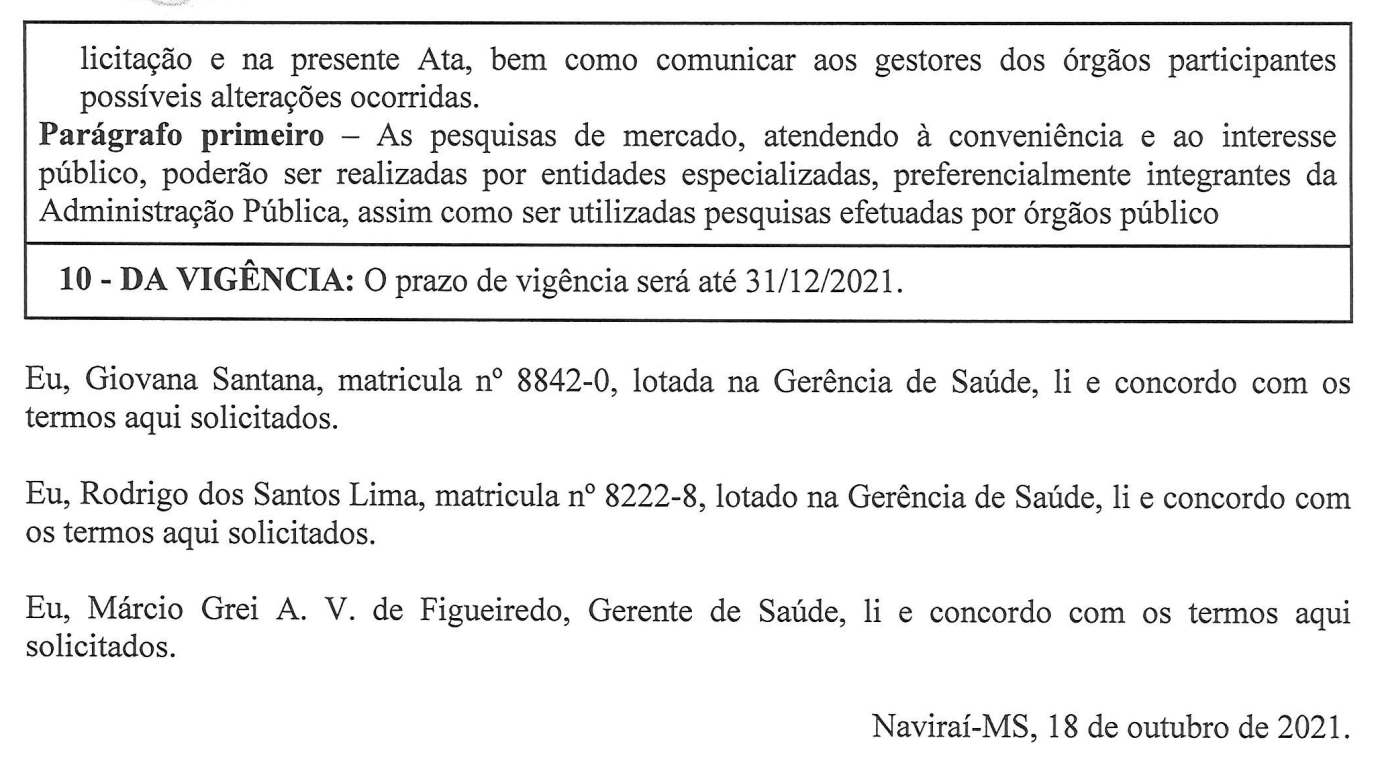 licitação e na presente Ata, bem como comunicar aos gestores dos órgãos participantes
possíveis alterações ocorridas.
Parágrafo primeiro – As pesquisas de mercado, atendendo à conveniência e ao interesse
público, poderão ser realizadas por entidades especializadas, preferencialmente integrantes da
Administração Pública, assim como ser utilizadas pesquisas efetuadas por órgãos público
10 - DA VIGÊNCIA: O prazo de vigência será até 31/12/2021.
Eu, Giovana Santana, matricula nº 8842-0, lotada na Gerência de Saúde, li e concordo com os
termos aqui solicitados.
Eu, Rodrigo dos Santos Lima, matricula nº 8222-8, lotado na Gerência de Saúde, li e concordo com
os termos aqui solicitados.
Eu, Márcio Grei A. V. de Figueiredo, Gerente de Saúde, li e concordo com os termos aqui
solicitados.
Naviraí-MS, 18 de outubro de 2021.